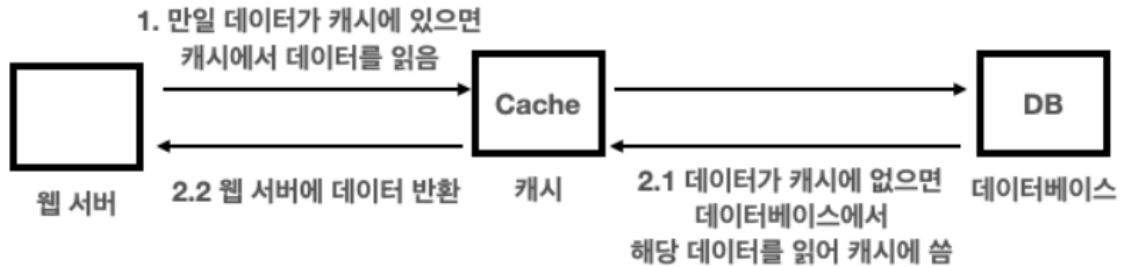 1. 만일 데이터가 캐시에 있으면
캐시에서 데이터를 읽음
Cache
DB
웹 서버
2.2 웹 서버에 데이터 반환
캐시
2.1 데이터가 캐시에 없으면
데이터베이스에서
해당 데이터를 읽어 캐시에 씀
데이터베이스